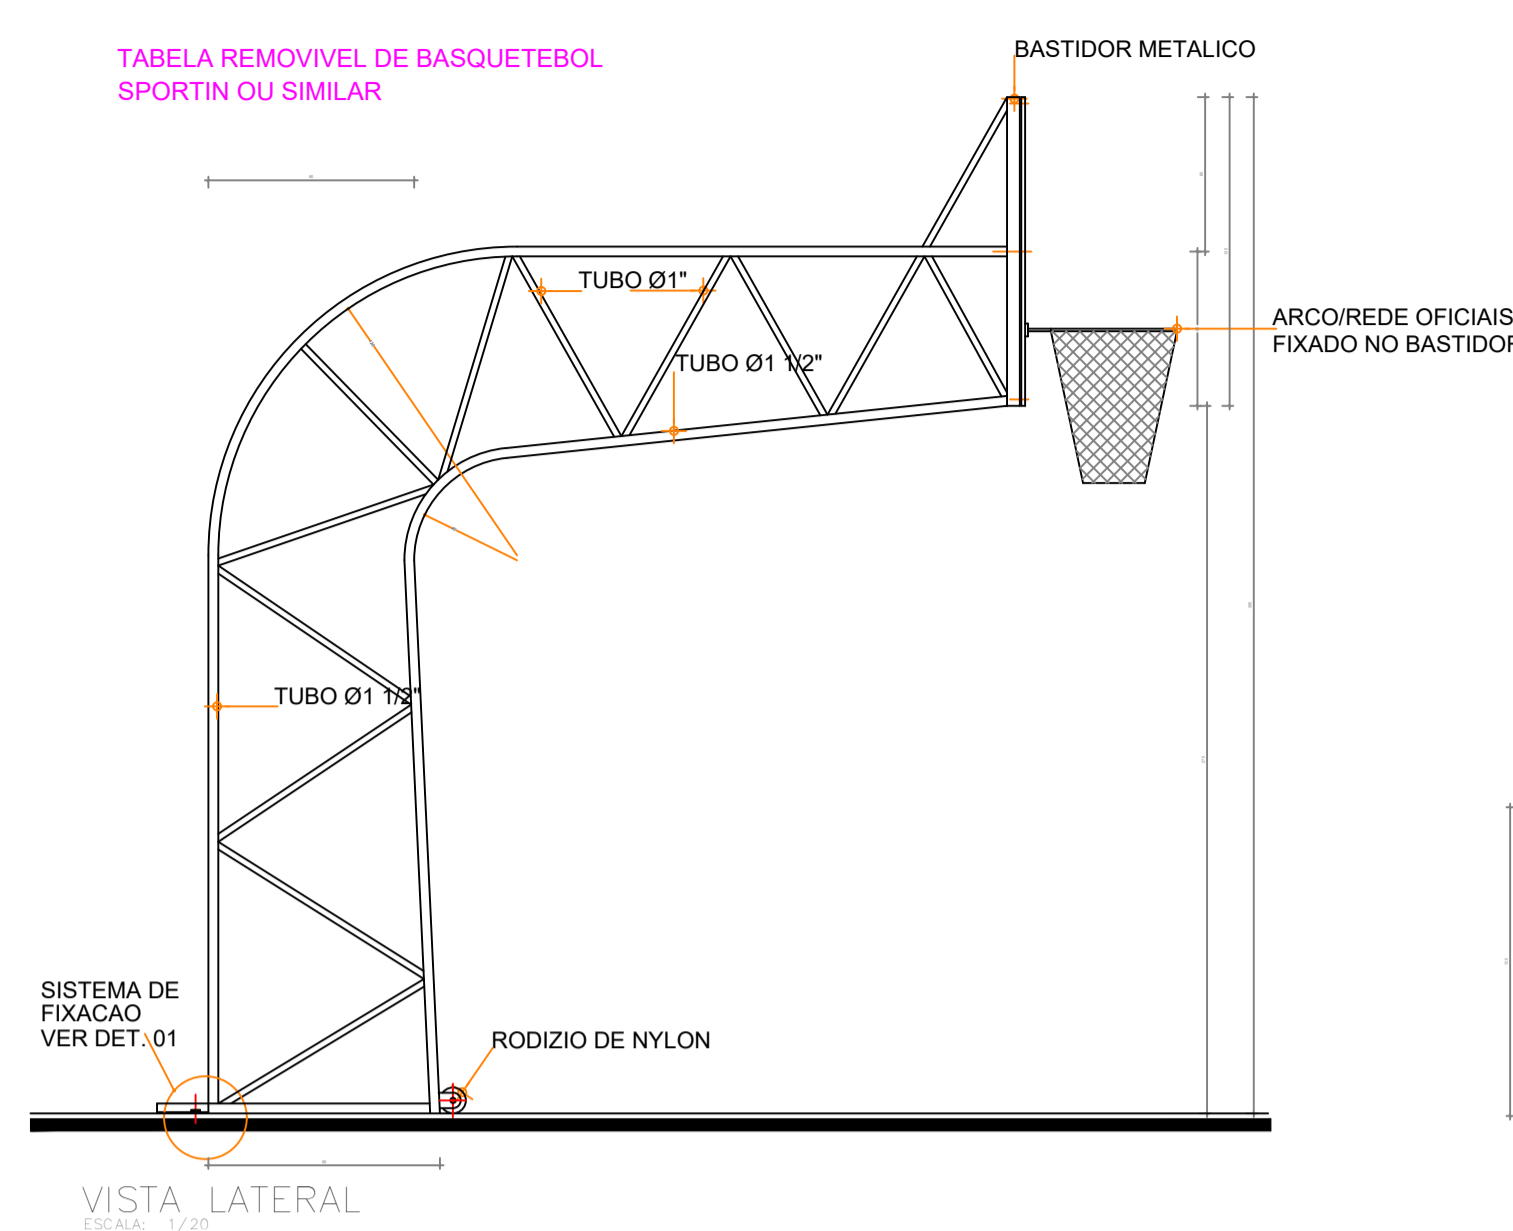 TABELA REMOVIVEL DE BASQUETEBOL
SPORTIN OU SIMILAR
BASTIDOR METALICO
TUBO Ø1"
ARCO/REDE OFICIAIS
FIXADO NO BASTIDOR
TUBO Ø1 1/2"
TUBO Ø1 1/2"
SISTEMA DE
FIXACAO
VER DET. 01
RODIZIO DE NYLON
VISTA LATERAL
ESCALA: 1/20